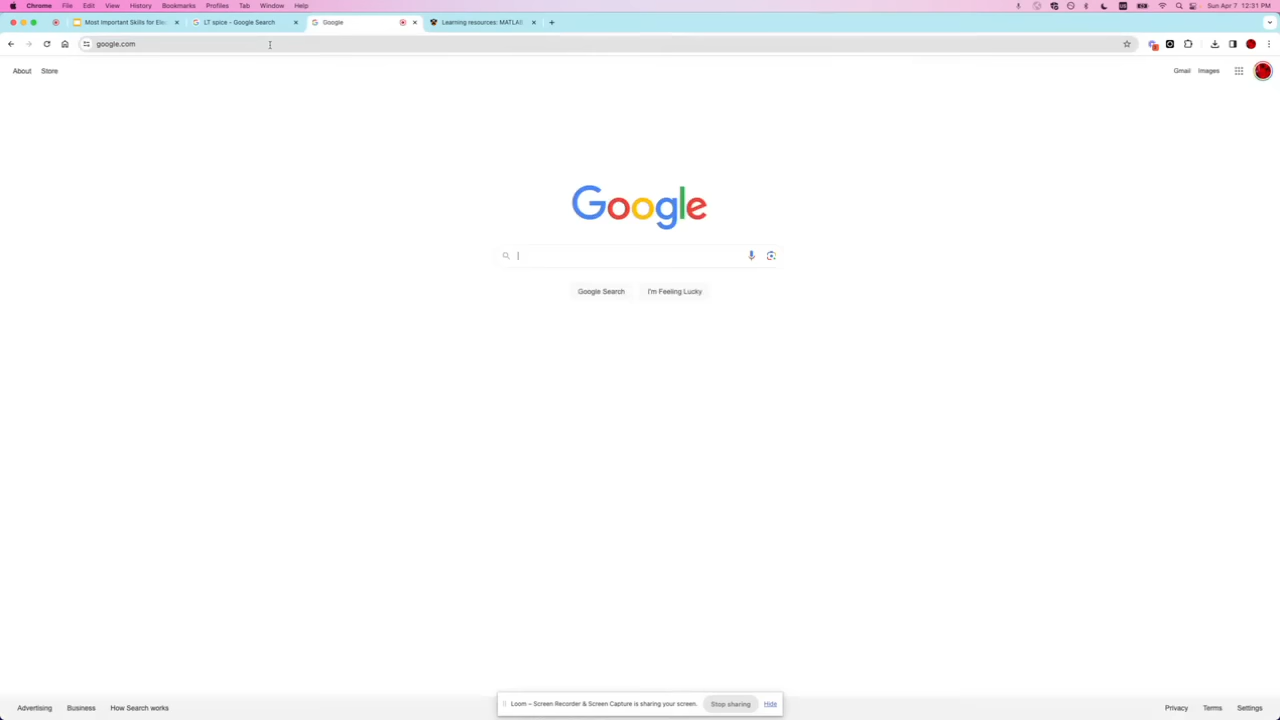 Chrome File Edit View History Bookmarks Profiles Tab Window Help Sun Apr 7 12:31 PM
Most Important Skills for Ele LT spice - Google Search Google Learning resources: MATLAB
google.com
About Store Gmail Images
Google
Google Search I'm Feeling Lucky
Loom – Screen Recorder & Screen Capture is sharing your screen. Stop sharing Hide
Advertising Business How Search works Privacy Terms Settings